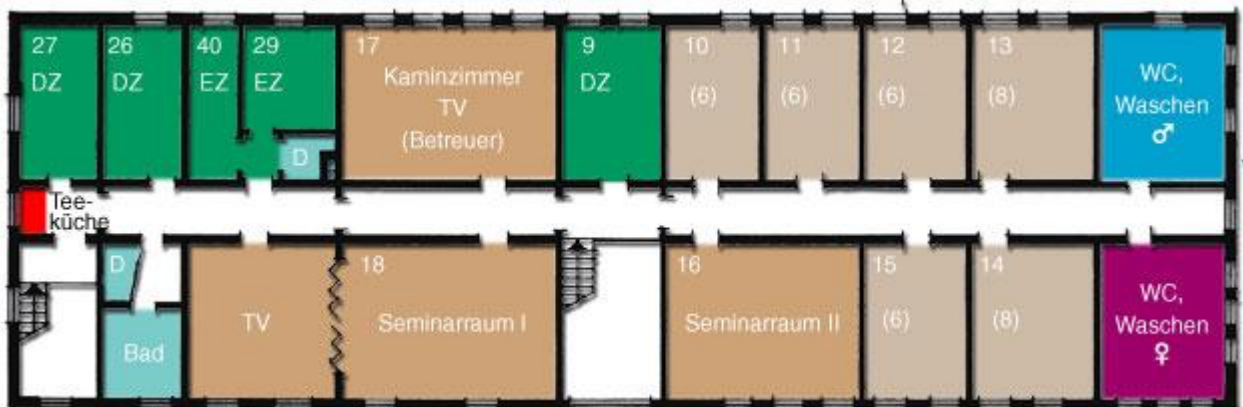 27
DZ
26
DZ
40
EZ
29
EZ
D
17
Kaminzimmer
TV
(Betreuer)
9
DZ
10
(6)
11
(6)
12
(6)
13
(8)
WC,
Waschen
♂
Tee-
küche
D
Bad
TV
18
Seminarraum I
16
Seminarraum II
15
(6)
14
(8)
WC,
Waschen
♀